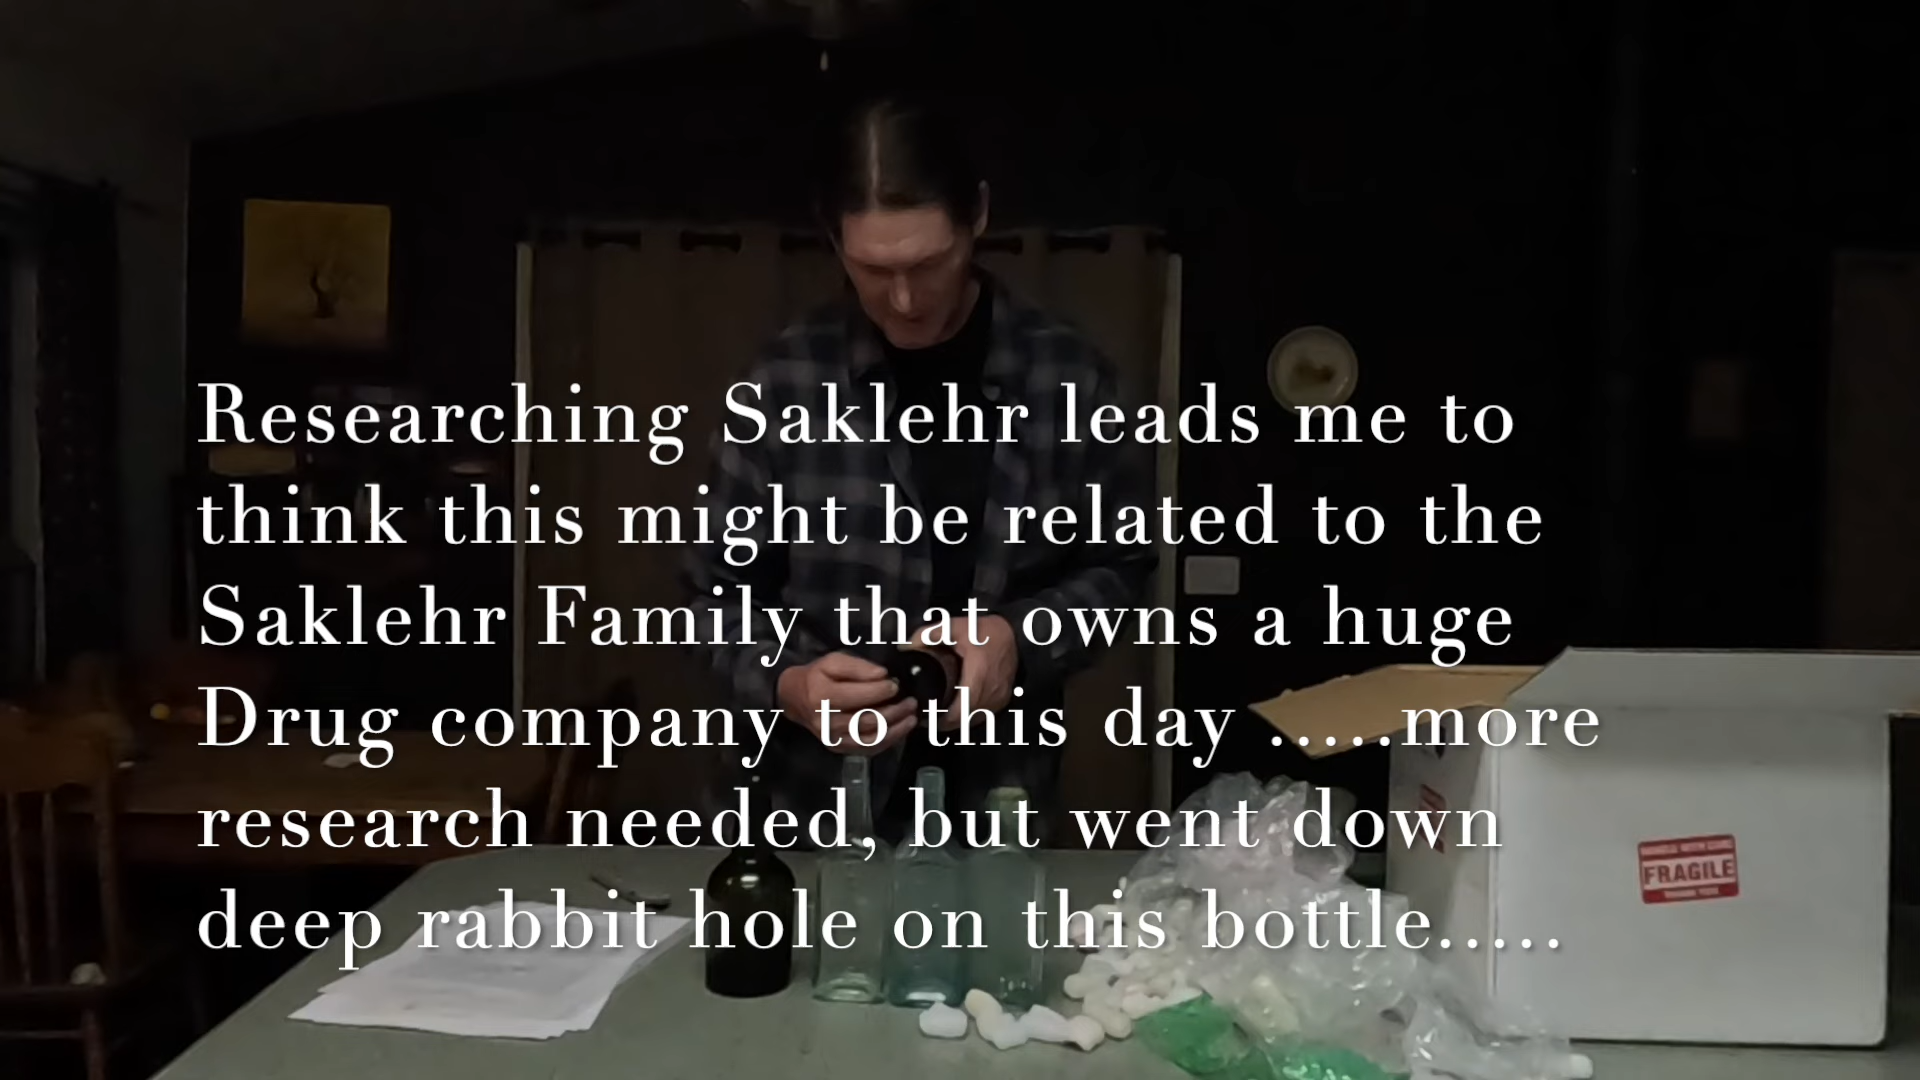 Researching Saklehr leads me to
think this might be related to the
Saklehr Family that owns a huge
Drug company to this day .....more
research needed, but went down
deep rabbit hole on this bottle.....
FRAGILE